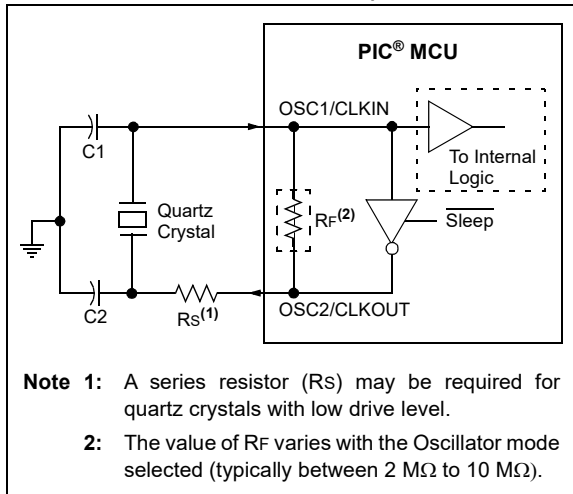 PIC® MCU
OSC1/CLKIN
C1
To Internal
Logic
Quartz
Crystal
RF(2)
Sleep
C2
RS(1)
OSC2/CLKOUT
Note 1: A series resistor (RS) may be required for
quartz crystals with low drive level.
2: The value of RF varies with the Oscillator mode
selected (typically between 2 MΩ to 10 MΩ).